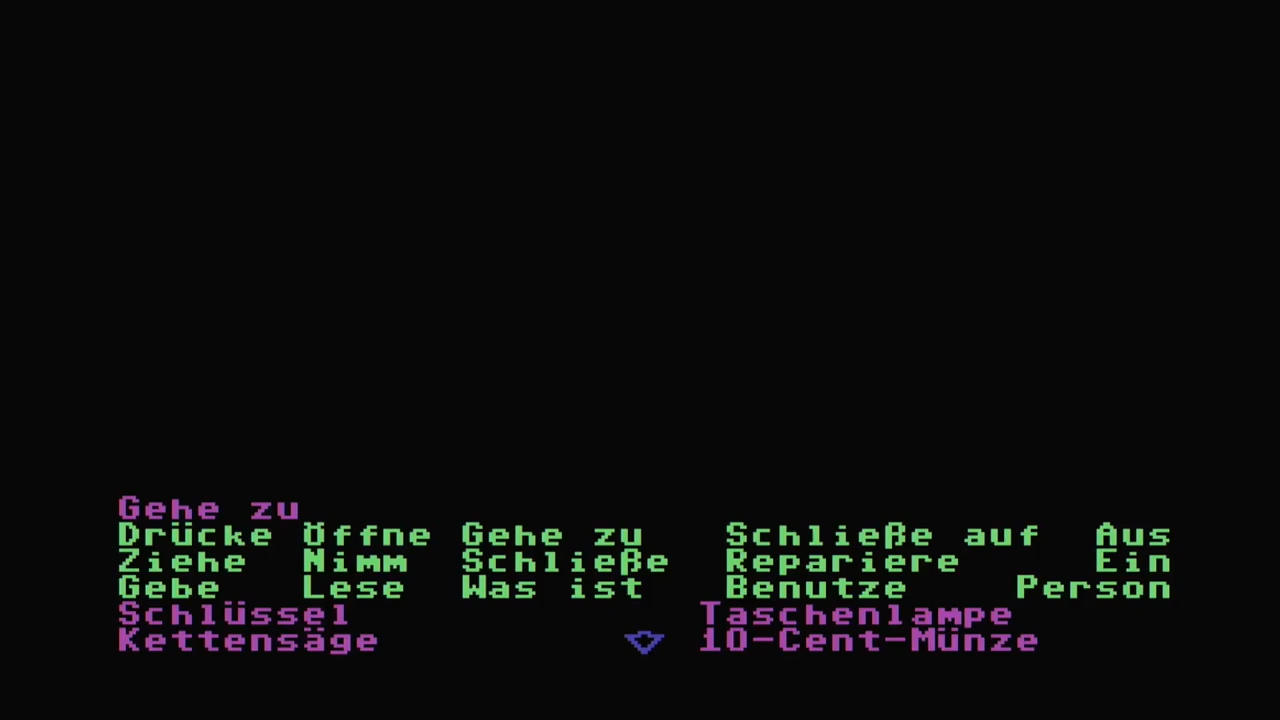 Gehe zu
Drücke Öffne Gehe zu Schließe auf Aus
Ziehe Nimm Schließe Repariere Ein
Gebe Lese Was ist Benutze Person
Schlüssel Taschenlampe
Kettensäge 10-Cent-Münze